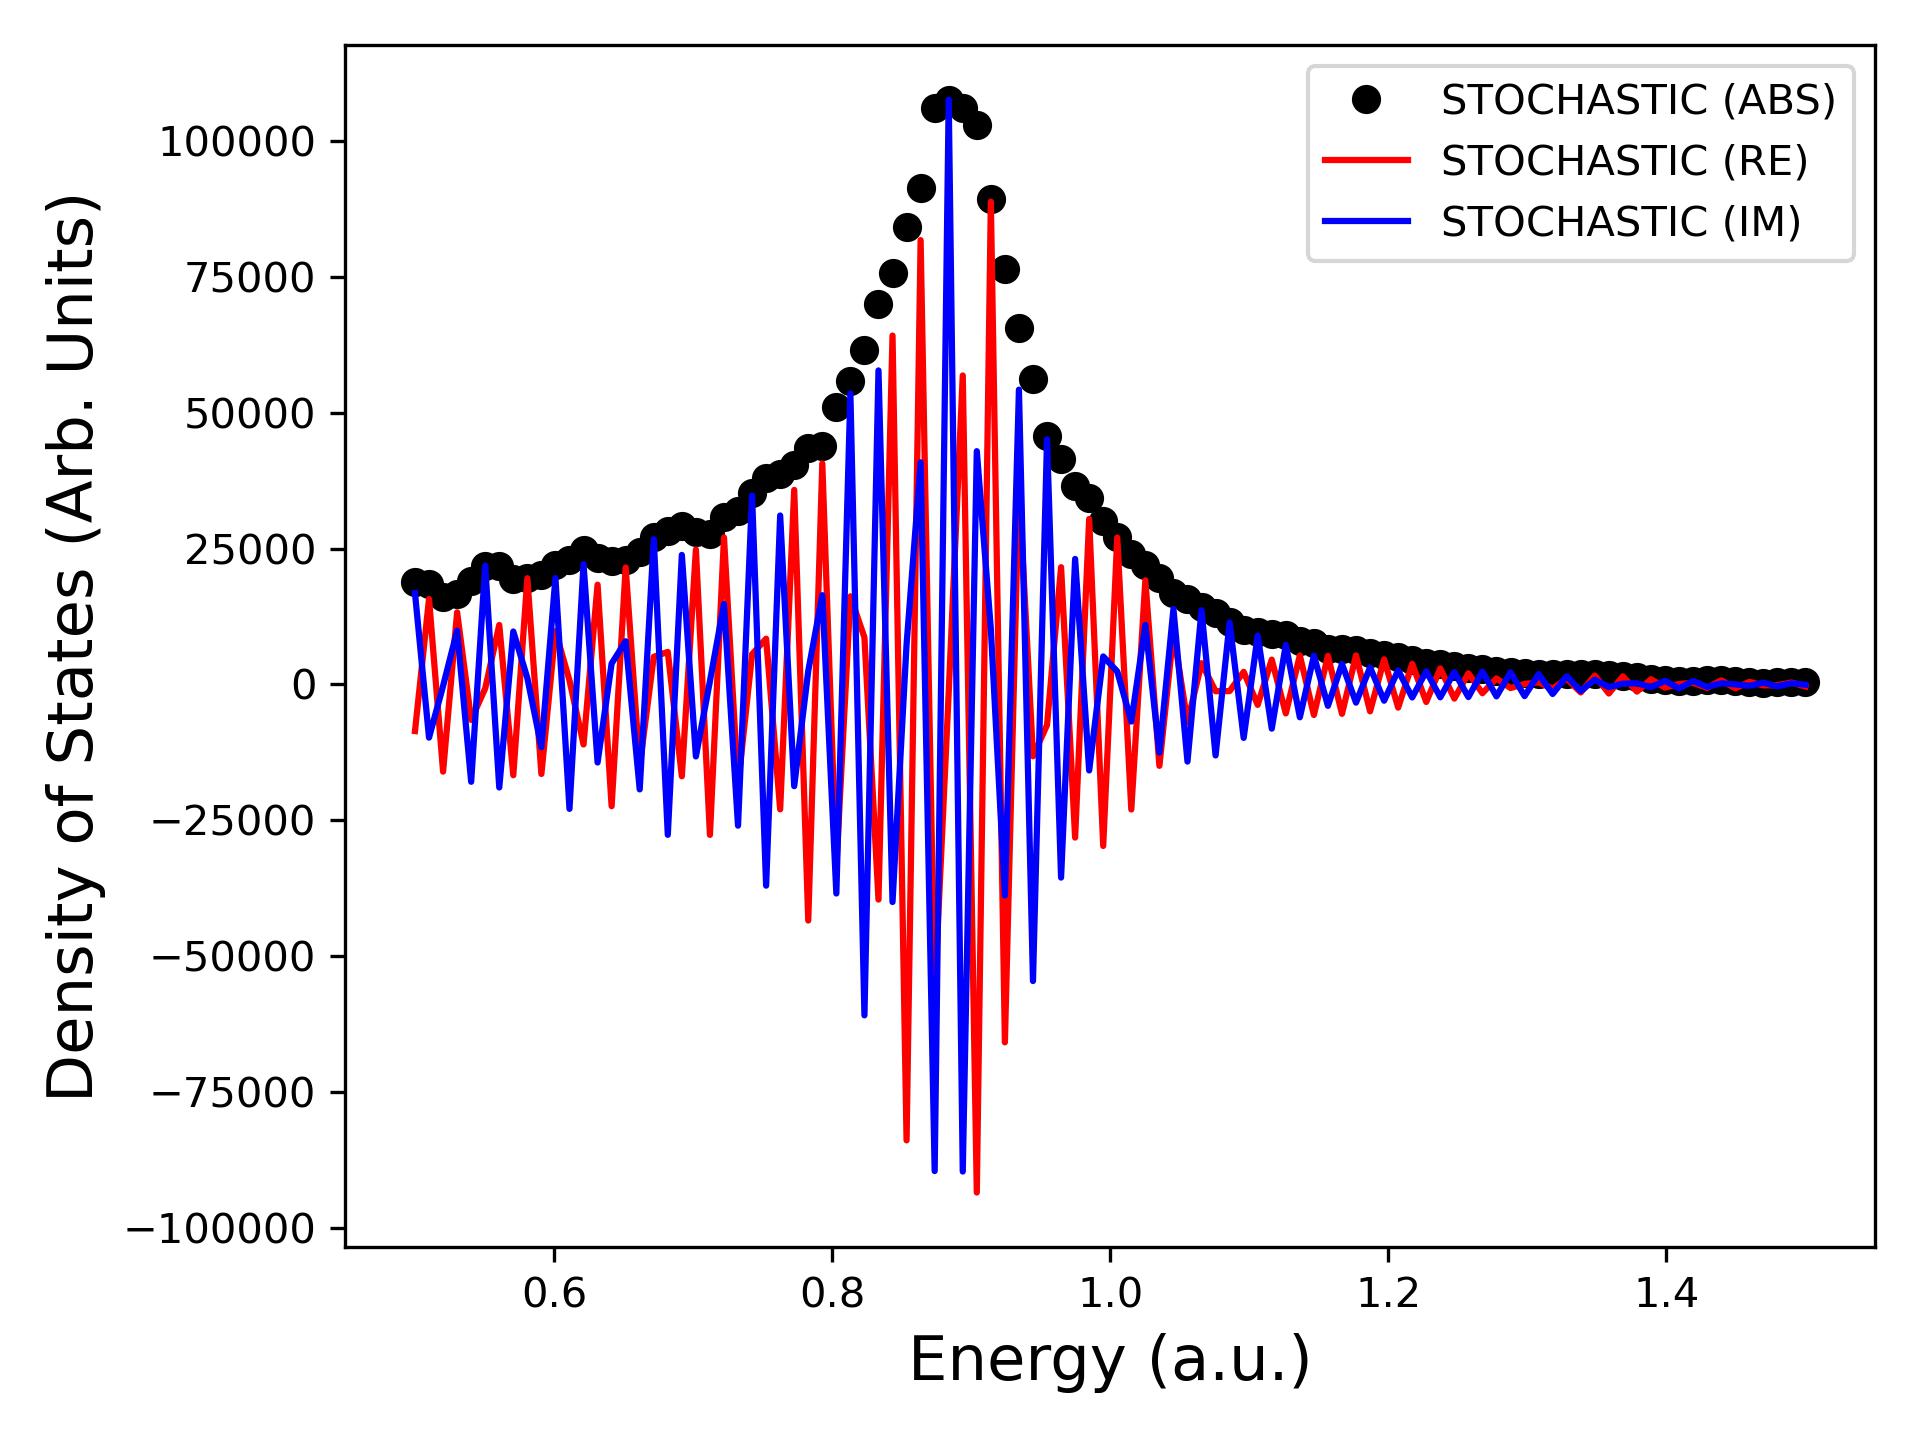 STOCHASTIC (ABS)
STOCHASTIC (RE)
STOCHASTIC (IM)
Density of States (Arb. Units)
100000
75000
50000
25000
0
−25000
−50000
−75000
−100000
0.6 0.8 1.0 1.2 1.4
Energy (a.u.)